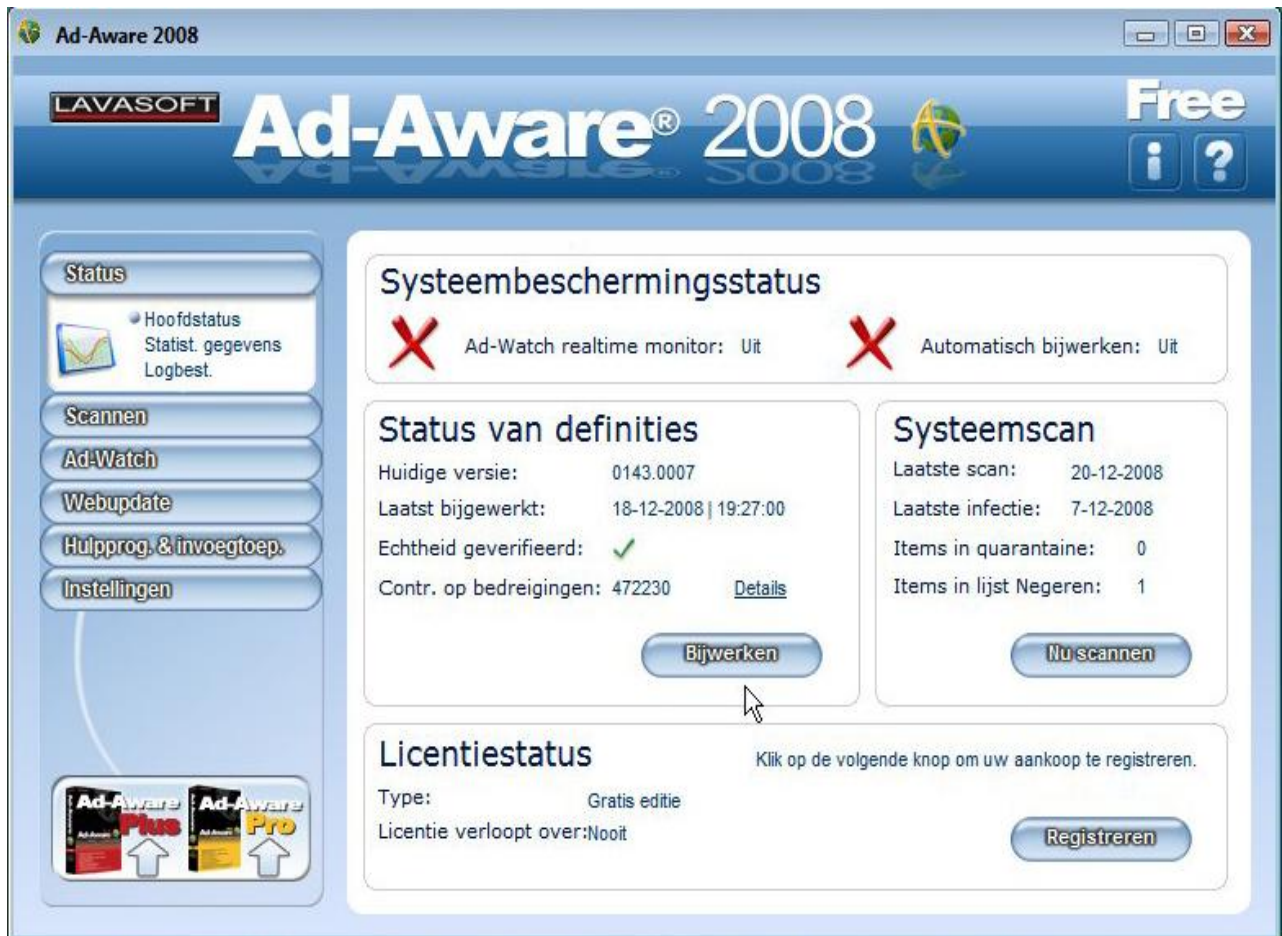 Ad-Aware 2008
LAVASOFT
Ad-Aware® 2008
Free
i ?
Status
Hoofdstatus
Statist. gegevens
Logbest.
Scannen
Ad-Watch
Webupdate
Hulpprog. & invoegtoep.
Instellingen
Ad-Aware Plus
Ad-Aware Pro
Systeembeschermingsstatus
Ad-Watch realtime monitor: Uit
Automatisch bijwerken: Uit
Status van definities
Huidige versie: 0143.0007
Laatst bijgewerkt: 18-12-2008 | 19:27:00
Echtheid geverifieerd:
Contr. op bedreigingen: 472230 Details
Bijwerken
Systeemscan
Laatste scan: 20-12-2008
Laatste infectie: 7-12-2008
Items in quarantaine: 0
Items in lijst Negeren: 1
Nu scannen
Licentiestatus
Klik op de volgende knop om uw aankoop te registreren.
Type: Gratis editie
Licentie verloopt over: Nooit
Registreren